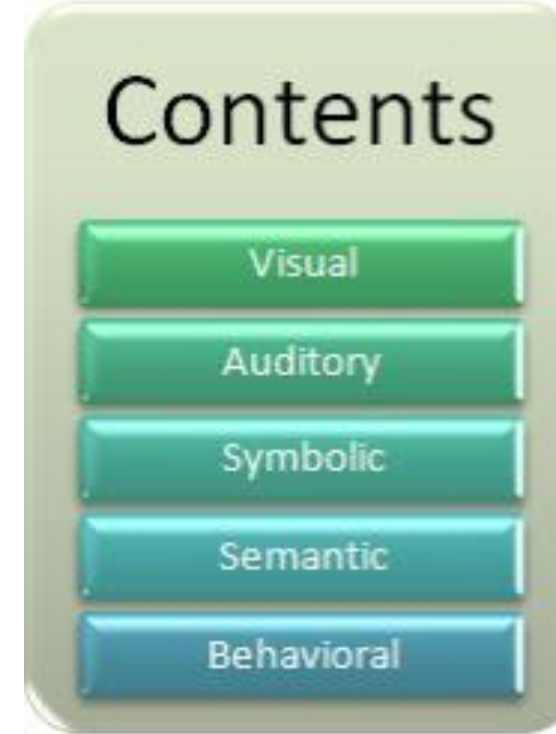 Contents
Visual
Auditory
Symbolic
Semantic
Behavioral